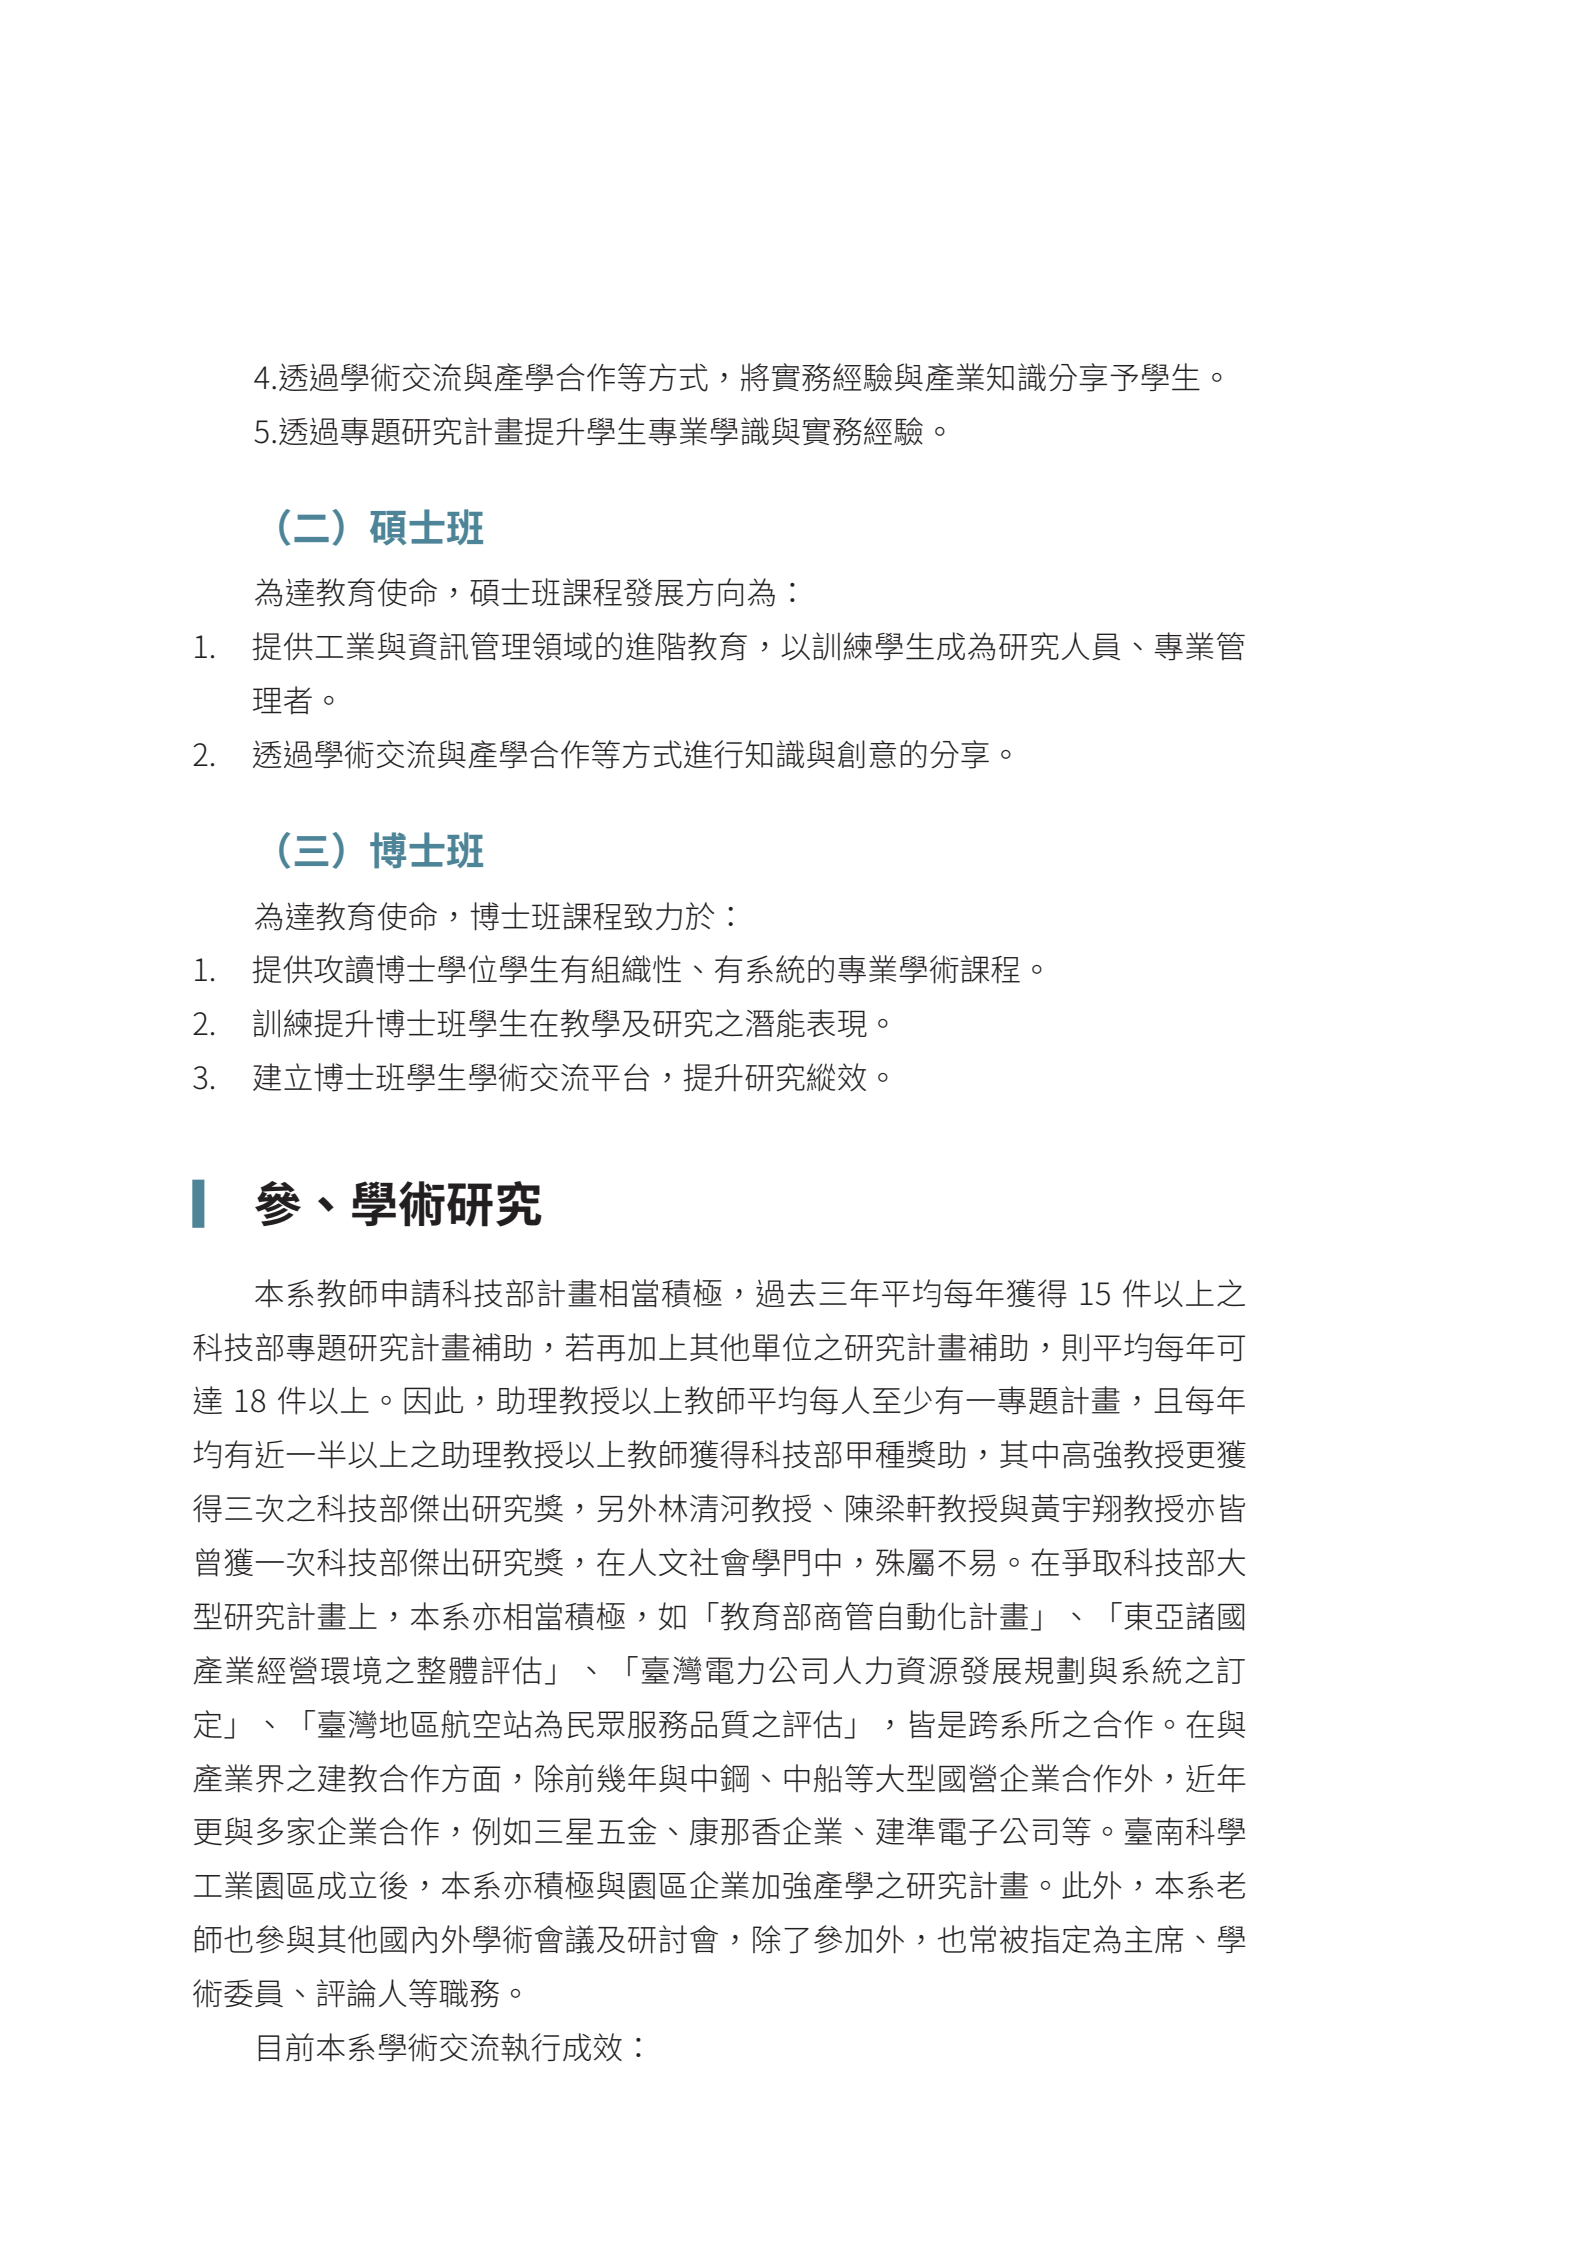 4.透過學術交流與產學合作等方式，將實務經驗與產業知識分享予學生。
5.透過專題研究計畫提升學生專業學識與實務經驗。
（二）碩士班
為達教育使命，碩士班課程發展方向為：
1. 提供工業與資訊管理領域的進階教育，以訓練學生成為研究人員、專業管
理者。
2. 透過學術交流與產學合作等方式進行知識與創意的分享。
（三）博士班
為達教育使命，博士班課程致力於：
1. 提供攻讀博士學位學生有組織性、有系統的專業學術課程。
2. 訓練提升博士班學生在教學及研究之潛能表現。
3. 建立博士班學生學術交流平台，提升研究縱效。
參、學術研究
本系教師申請科技部計畫相當積極，過去三年平均每年獲得 15 件以上之
科技部專題研究計畫補助，若再加上其他單位之研究計畫補助，則平均每年可
達 18 件以上。因此，助理教授以上教師平均每人至少有一專題計畫，且每年
均有近一半以上之助理教授以上教師獲得科技部甲種獎助，其中高強教授更獲
得三次之科技部傑出研究獎，另外林清河教授、陳梁軒教授與黃宇翔教授亦皆
曾獲一次科技部傑出研究獎，在人文社會學門中，殊屬不易。在爭取科技部大
型研究計畫上，本系亦相當積極，如「教育部商管自動化計畫」、「東亞諸國
產業經營環境之整體評估」、「臺灣電力公司人力資源發展規劃與系統之訂
定」、「臺灣地區航空站為民眾服務品質之評估」，皆是跨系所之合作。在與
產業界之建教合作方面，除前幾年與中鋼、中船等大型國營企業合作外，近年
更與多家企業合作，例如三星五金、康那香企業、建準電子公司等。臺南科學
工業園區成立後，本系亦積極與園區企業加強產學之研究計畫。此外，本系老
師也參與其他國內外學術會議及研討會，除了參加外，也常被指定為主席、學
術委員、評論人等職務。
目前本系學術交流執行成效：